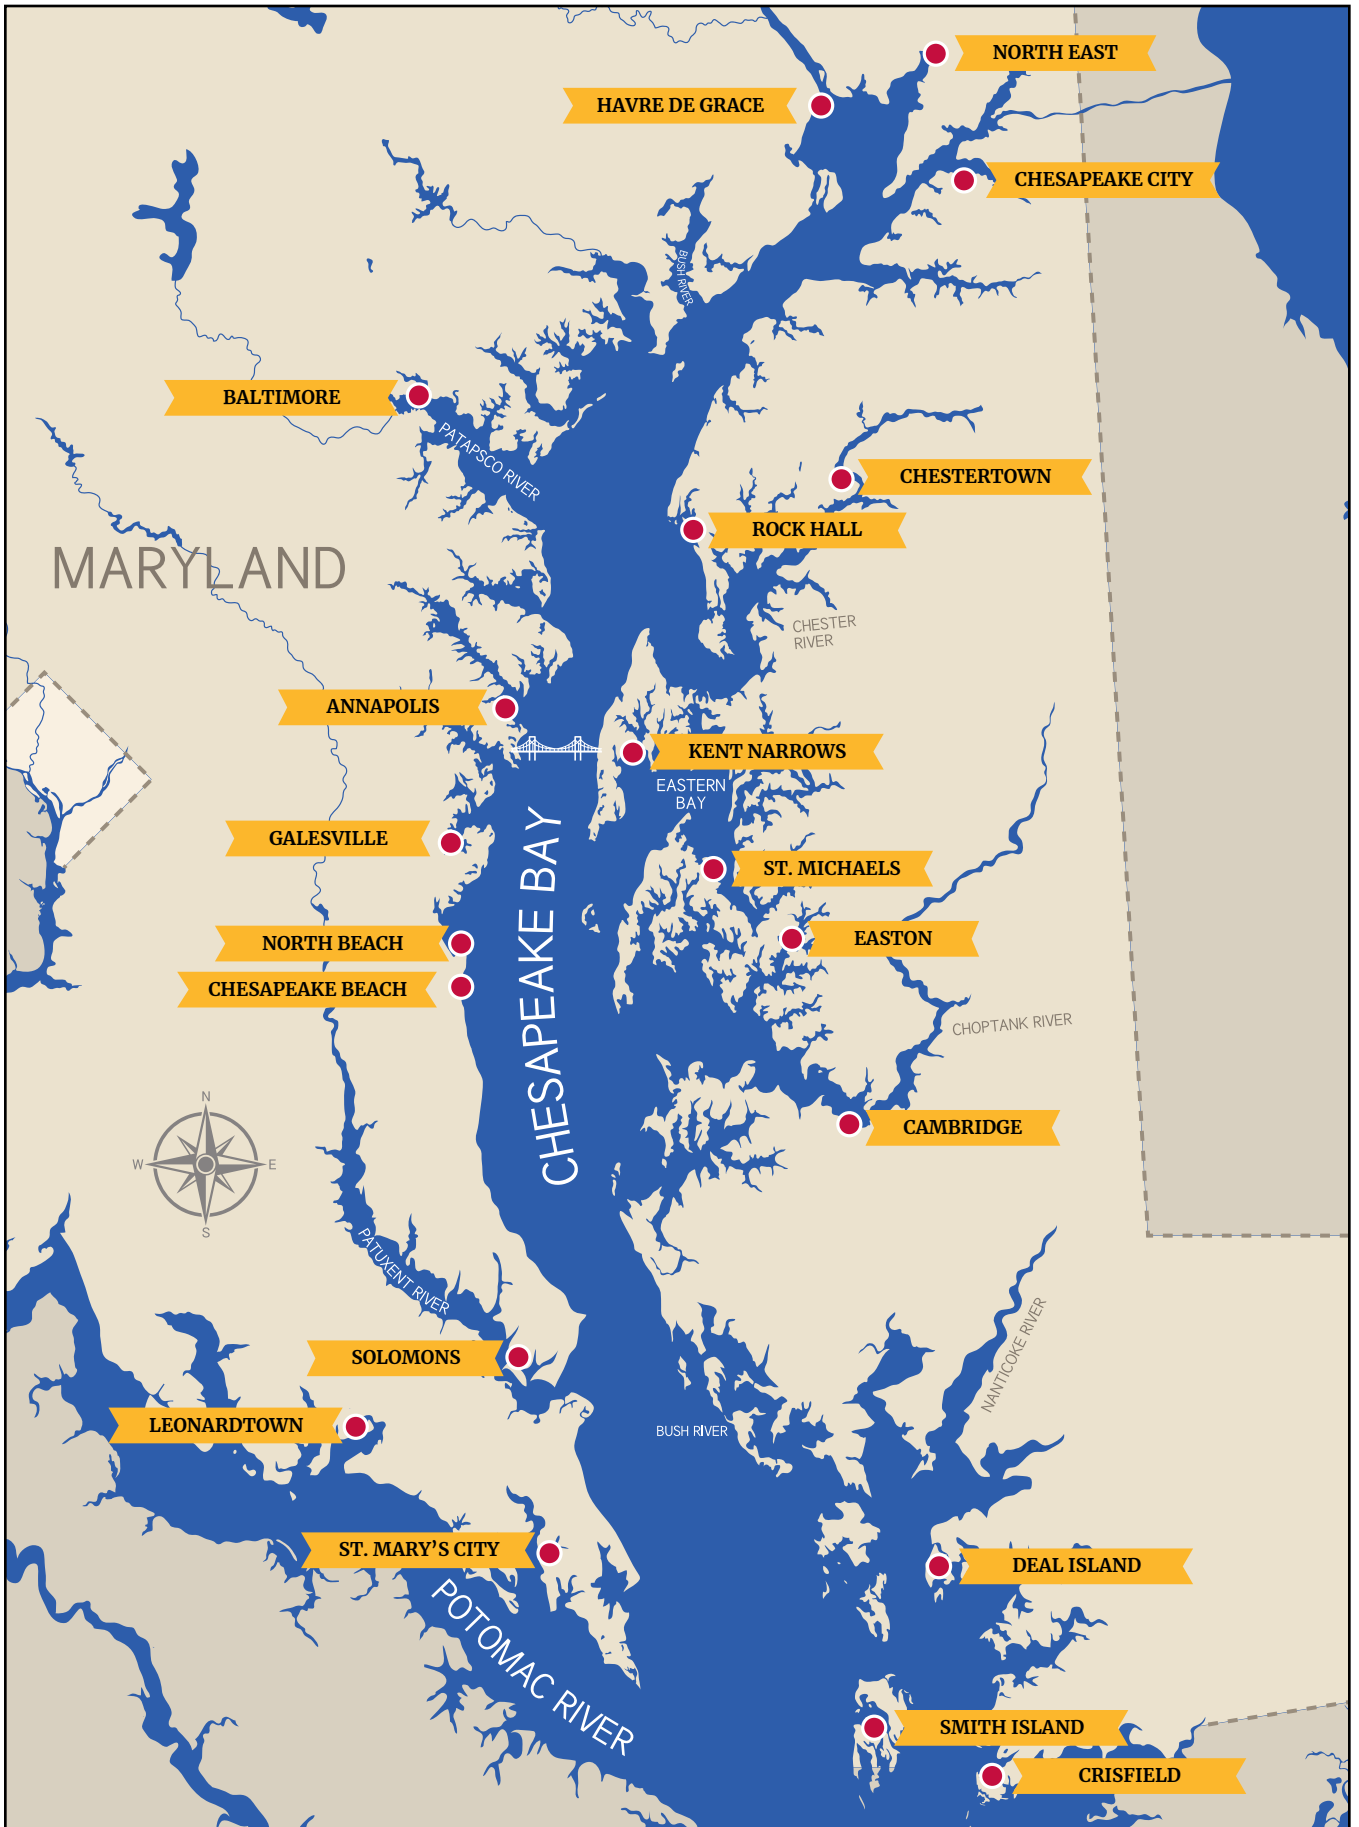 NORTH EAST
HAVRE DE GRACE
CHESAPEAKE CITY
BUSH RIVER
BALTIMORE
PATAPSCO RIVER
CHESTERTOWN
ROCK HALL
MARYLAND
CHESTER
RIVER
ANNAPOLIS
KENT NARROWS
EASTERN
BAY
GALESVILLE
CHESAPEAKE BAY
ST. MICHAELS
NORTH BEACH
EASTON
CHESAPEAKE BEACH
CHOPTANK RIVER
N
W
E
S
CAMBRIDGE
PATUXENT RIVER
NANTICOKE RIVER
SOLOMONS
LEONARDTOWN
BUSH RIVER
ST. MARY’S CITY
DEAL ISLAND
POTOMAC RIVER
SMITH ISLAND
CRISFIELD